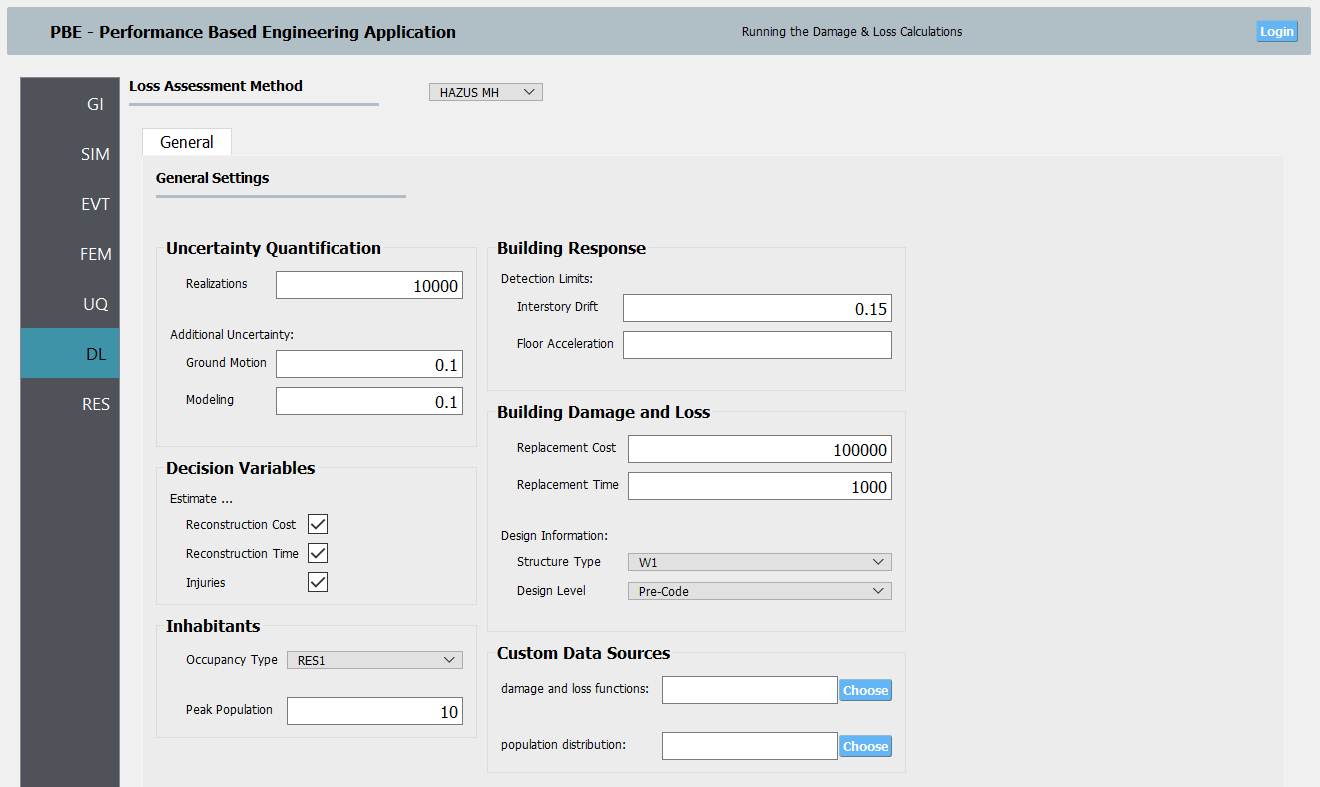 PBE - Performance Based Engineering Application
Running the Damage & Loss Calculations
Login
GI
SIM
EVT
FEM
UQ
DL
RES
Loss Assessment Method
HAZUS MH
General
General Settings
Uncertainty Quantification
Realizations 10000
Additional Uncertainty:
Ground Motion 0.1
Modeling 0.1
Decision Variables
Estimate ...
Reconstruction Cost
Reconstruction Time
Injuries
Inhabitants
Occupancy Type RES1
Peak Population 10
Building Response
Detection Limits:
Interstory Drift 0.15
Floor Acceleration
Building Damage and Loss
Replacement Cost 100000
Replacement Time 1000
Design Information:
Structure Type W1
Design Level Pre-Code
Custom Data Sources
damage and loss functions: Choose
population distribution: Choose